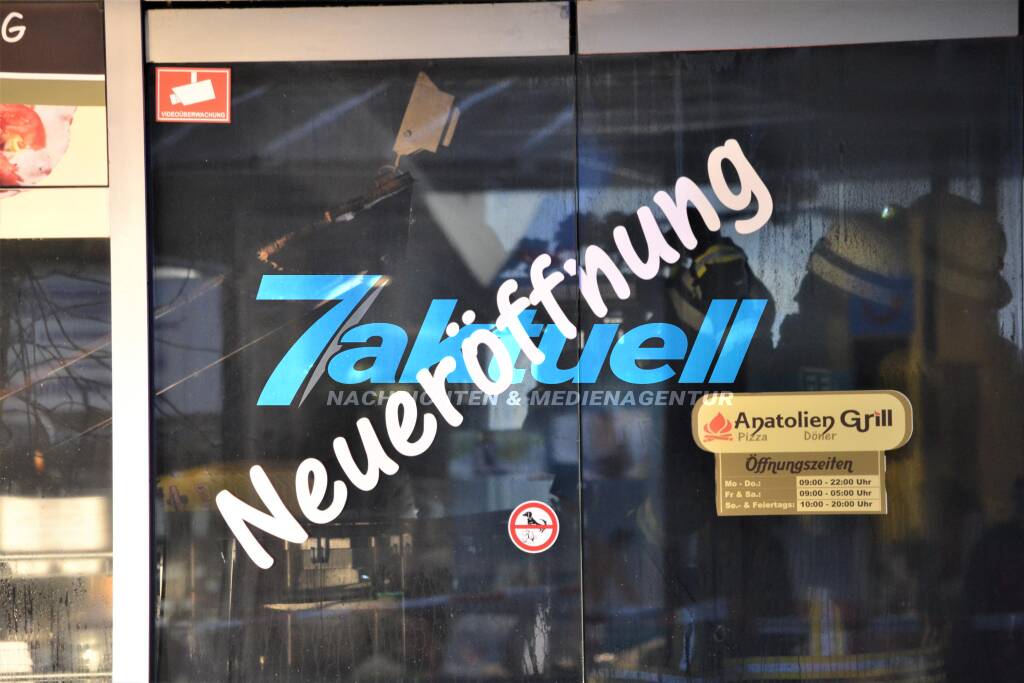 G
VIDEOÜBERWACHUNG
Neueröffnung
7aktuell
NACHRICHTEN & MEDIENAGENTUR
Anatolien Grill
Pizza Döner
Öffnungszeiten
Mo - Do.: 09:00 - 22:00 Uhr
Fr & Sa.: 09:00 - 05:00 Uhr
So.- & Feiertags: 10:00 - 20:00 Uhr